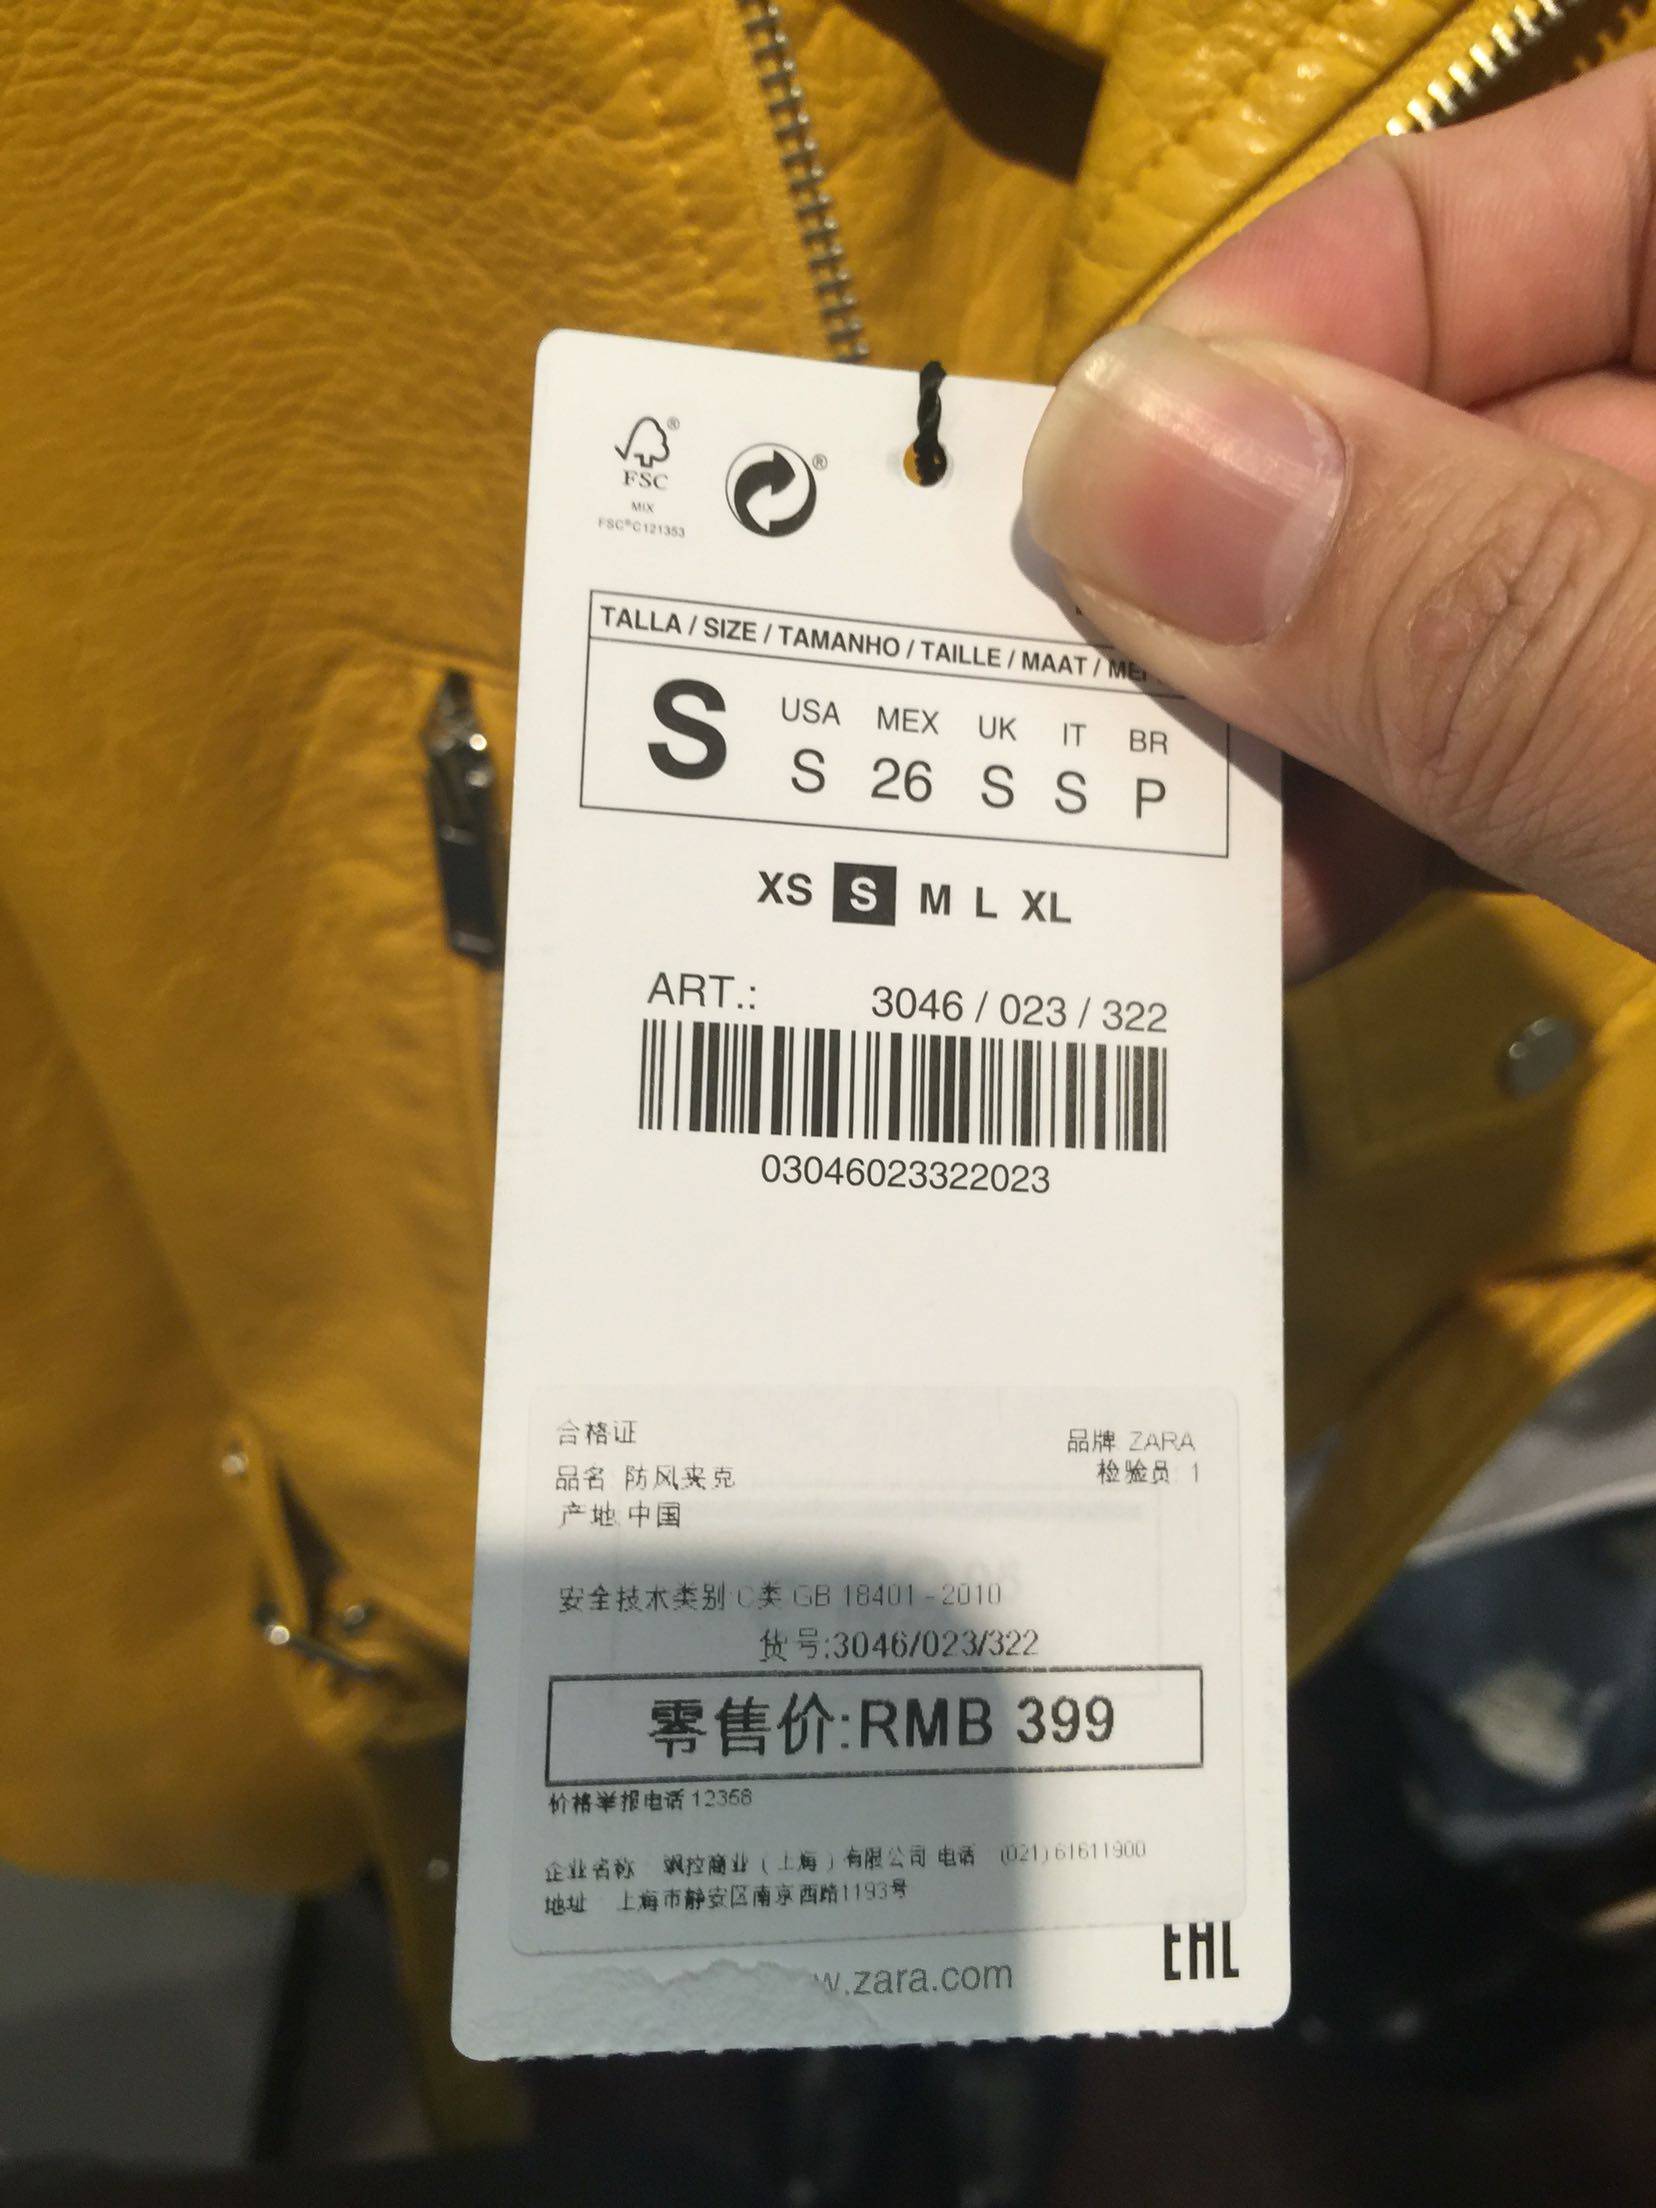 FSC®
MIX
FSC®C121353
®
TALLA / SIZE / TAMANHO / TAILLE / MAAT /
S
USA MEX UK IT BR
S 26 S S P
XS S M L XL
ART.: 3046 / 023 / 322
03046023322023
合格证
品牌 ZARA
品名 防风夹克
检验员 1
产地 中国
安全技术类别 C类 GB 18401-2010
货号:3046/023/322
零售价:RMB 399
价格举报电话 12358
企业名称 飒拉商业(上海)有限公司 电话 (021)61611900
地址 上海市静安区南京西路1193号
w.zara.com
EAC